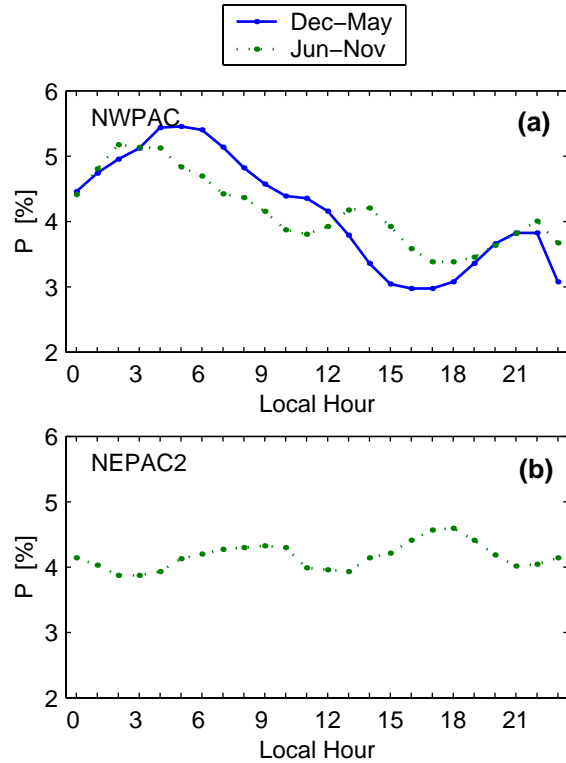 Dec−May
Jun−Nov
NWPAC
(a)
6
5
4
3
2
P [%]
0 3 6 9 12 15 18 21
Local Hour
NEPAC2
(b)
6
5
4
3
2
P [%]
0 3 6 9 12 15 18 21
Local Hour